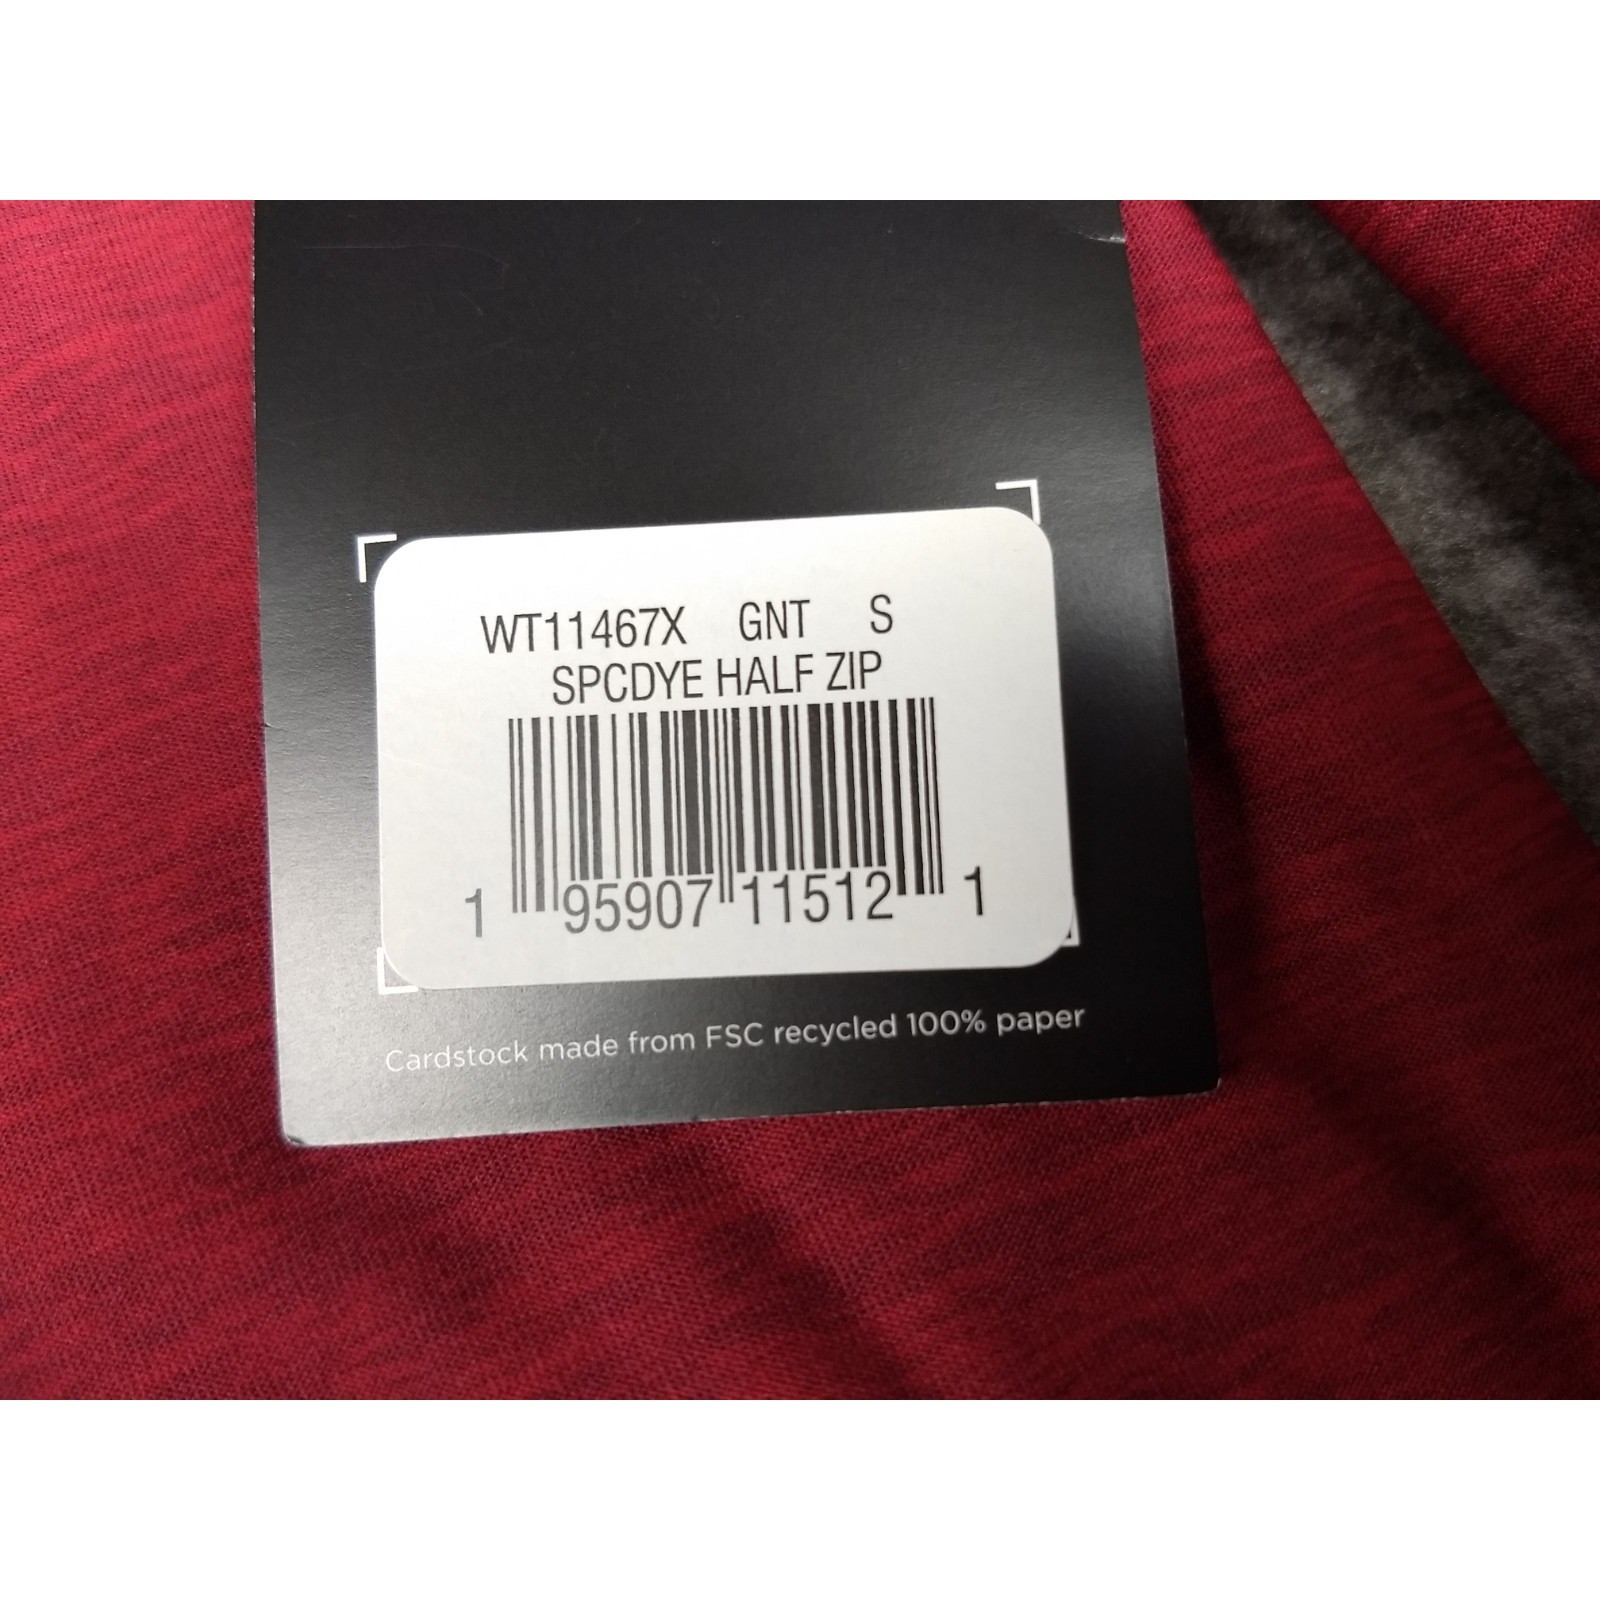 WT11467X GNT S
SPCDYE HALF ZIP
1 95907 11512 1
Cardstock made from FSC recycled 100% paper